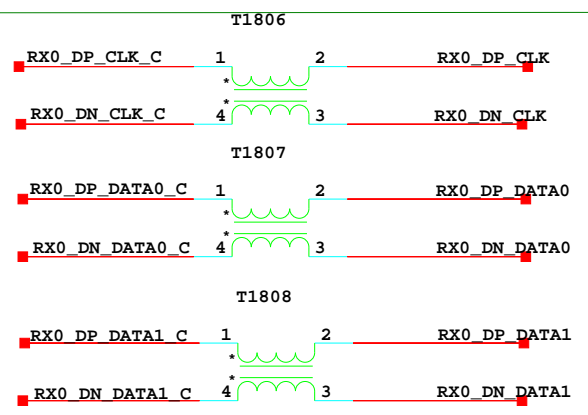 T1806
RX0_DP_CLK_C 1 2 RX0_DP_CLK
*
*
RX0_DN_CLK_C 4 3 RX0_DN_CLK
T1807
RX0_DP_DATA0_C 1 2 RX0_DP_DATA0
*
*
RX0_DN_DATA0_C 4 3 RX0_DN_DATA0
T1808
RX0_DP_DATA1_C 1 2 RX0_DP_DATA1
*
*
RX0_DN_DATA1_C 4 3 RX0_DN_DATA1